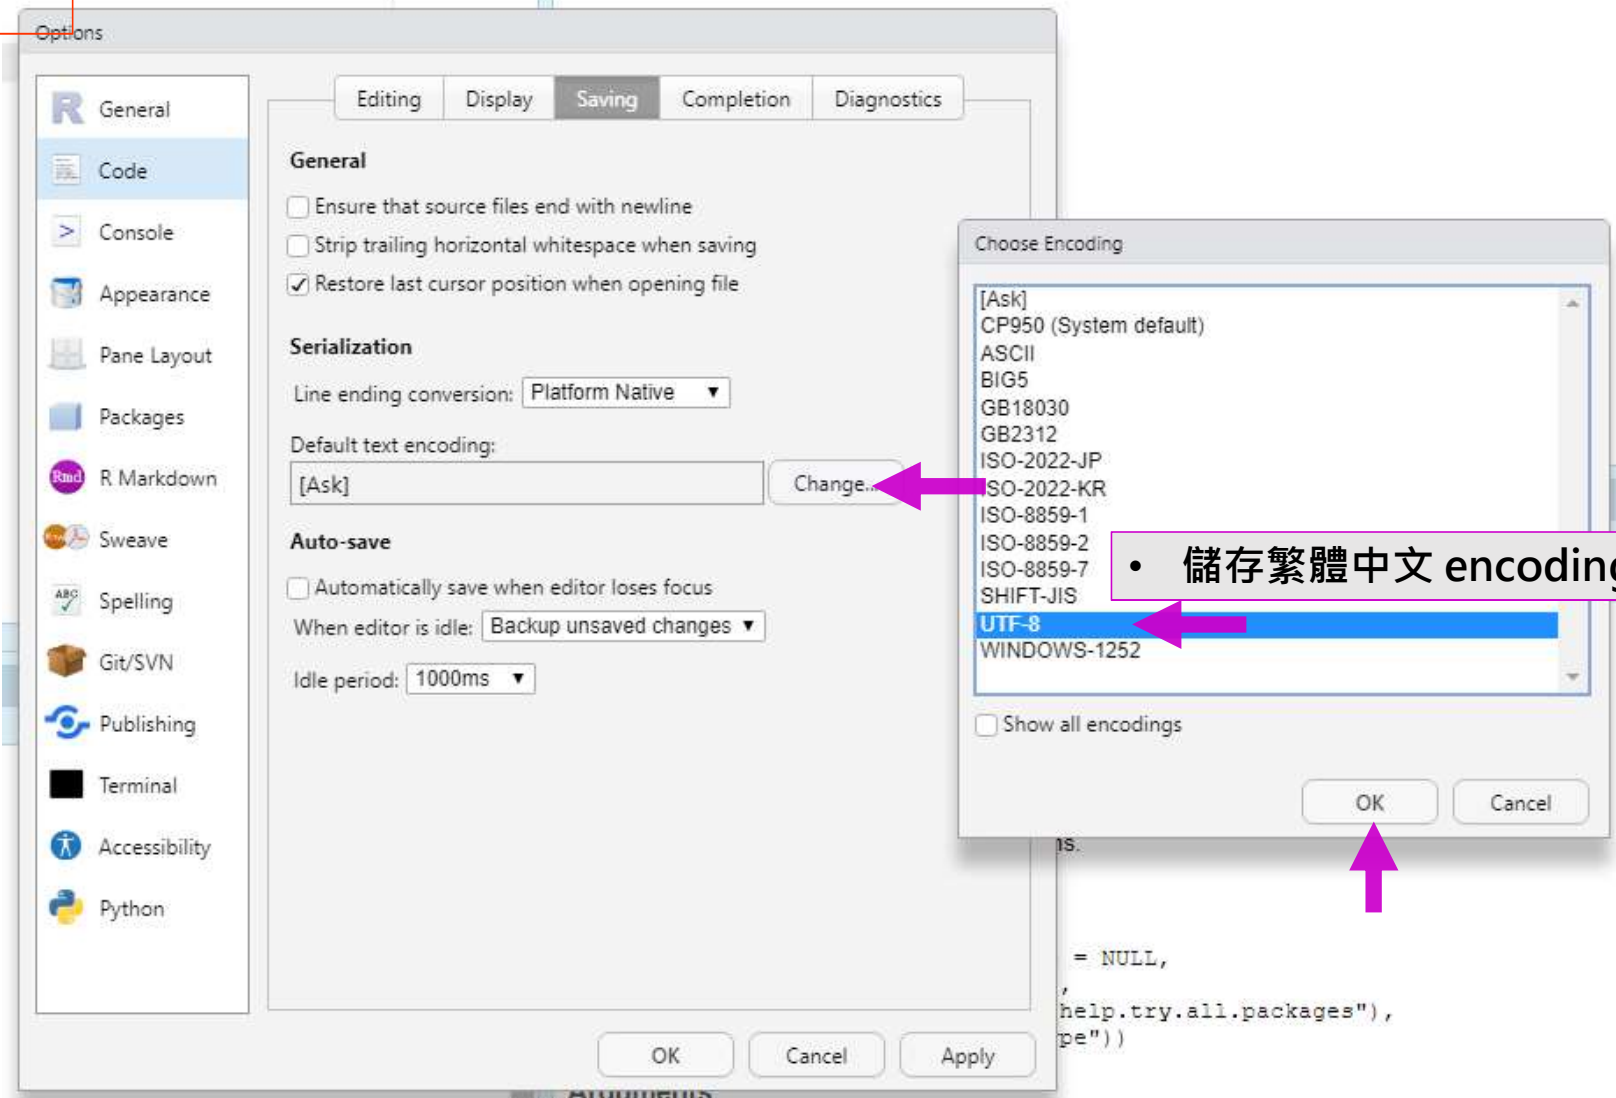 Options
General
Code
Console
Appearance
Pane Layout
Packages
Rmd R Markdown
Sweave
ABC Spelling
Git/SVN
Publishing
Terminal
Accessibility
Python
Editing Display Saving Completion Diagnostics
General
Ensure that source files end with newline
Strip trailing horizontal whitespace when saving
Restore last cursor position when opening file
Serialization
Line ending conversion: Platform Native
Default text encoding:
[Ask] Change...
Auto-save
Automatically save when editor loses focus
When editor is idle: Backup unsaved changes
Idle period: 1000ms
OK Cancel Apply
Choose Encoding
[Ask]
CP950 (System default)
ASCII
BIG5
GB18030
GB2312
ISO-2022-JP
ISO-2022-KR
ISO-8859-1
ISO-8859-2
ISO-8859-7
SHIFT-JIS
UTF-8
WINDOWS-1252
• 儲存繁體中文 encoding
Show all encodings
OK Cancel
= NULL,
,
help.try.all.packages"),
pe"))